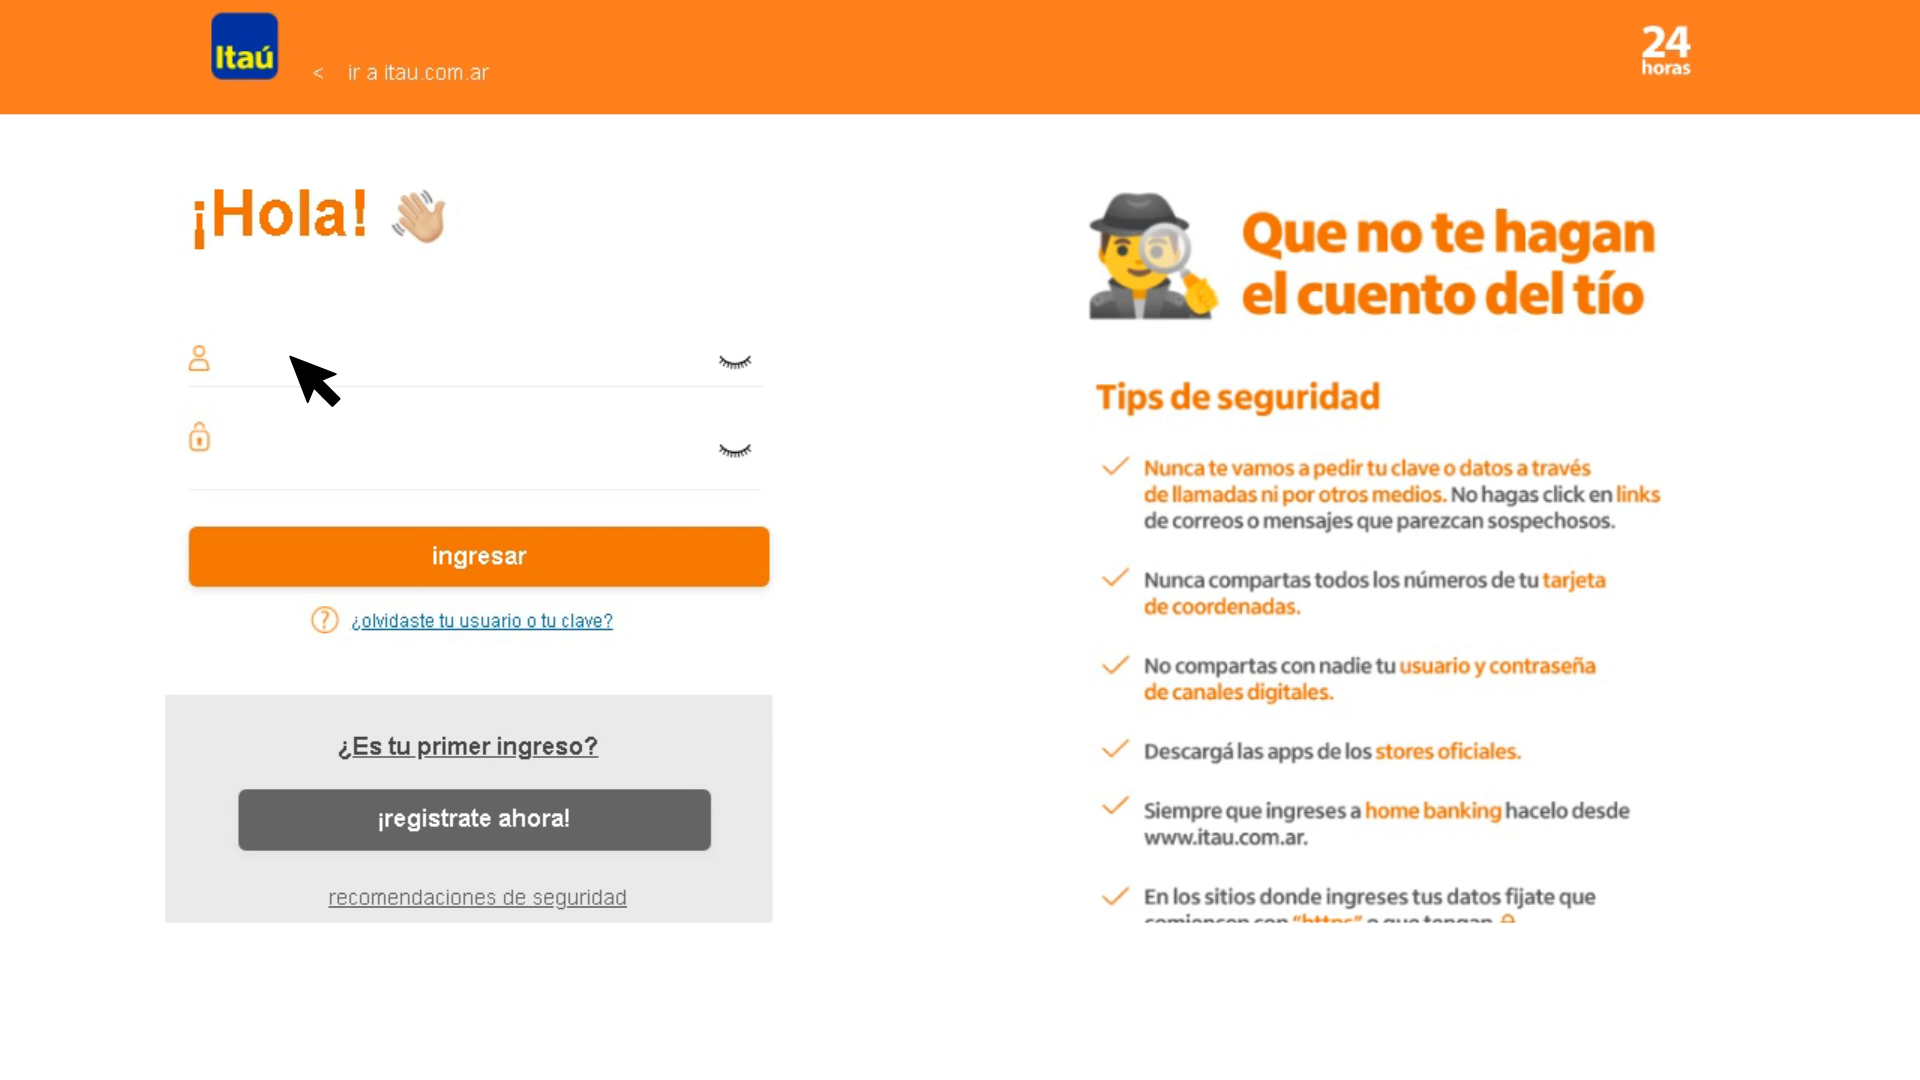 Itaú
< ir a itau.com.ar
24
horas
¡Hola!
ingresar
¿olvidaste tu usuario o tu clave?
¿Es tu primer ingreso?
¡registrate ahora!
recomendaciones de seguridad
Que no te hagan
el cuento del tío
Tips de seguridad
Nunca te vamos a pedir tu clave o datos a través
de llamadas ni por otros medios. No hagas click en links
de correos o mensajes que parezcan sospechosos.
Nunca compartas todos los números de tu tarjeta
de coordenadas.
No compartas con nadie tu usuario y contraseña
de canales digitales.
Descargá las apps de los stores oficiales.
Siempre que ingreses a home banking hacelo desde
www.itau.com.ar.
En los sitios donde ingreses tus datos fijate que
comiencen con "https" o que tengan